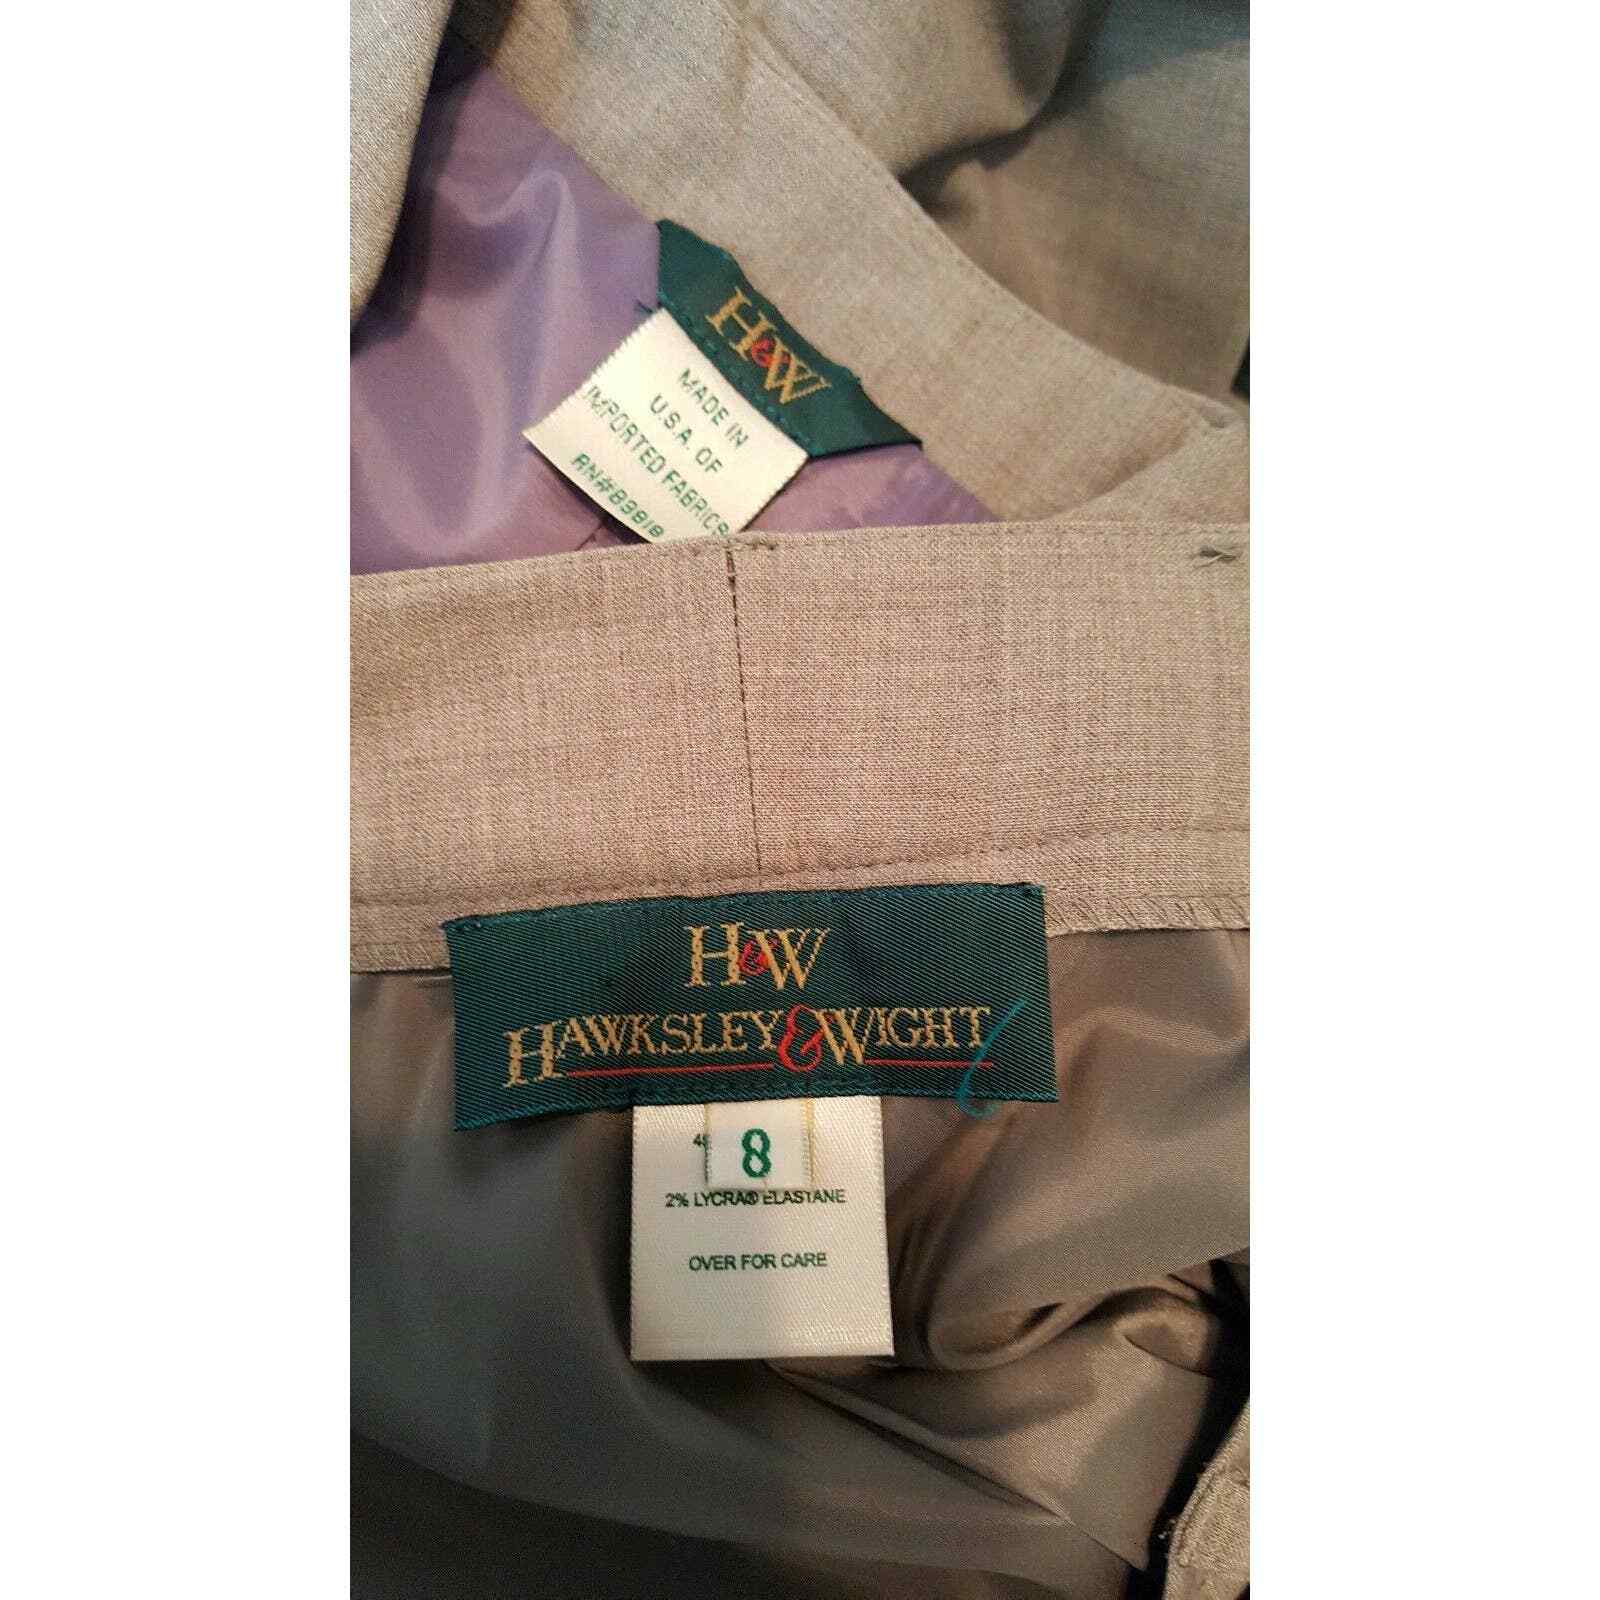 H&W
MADE IN
U.S.A. OF
IMPORTED FABRICS
H&W
HAWKSLEY & WIGHT
8
2% LYCRA® ELASTANE
OVER FOR CARE